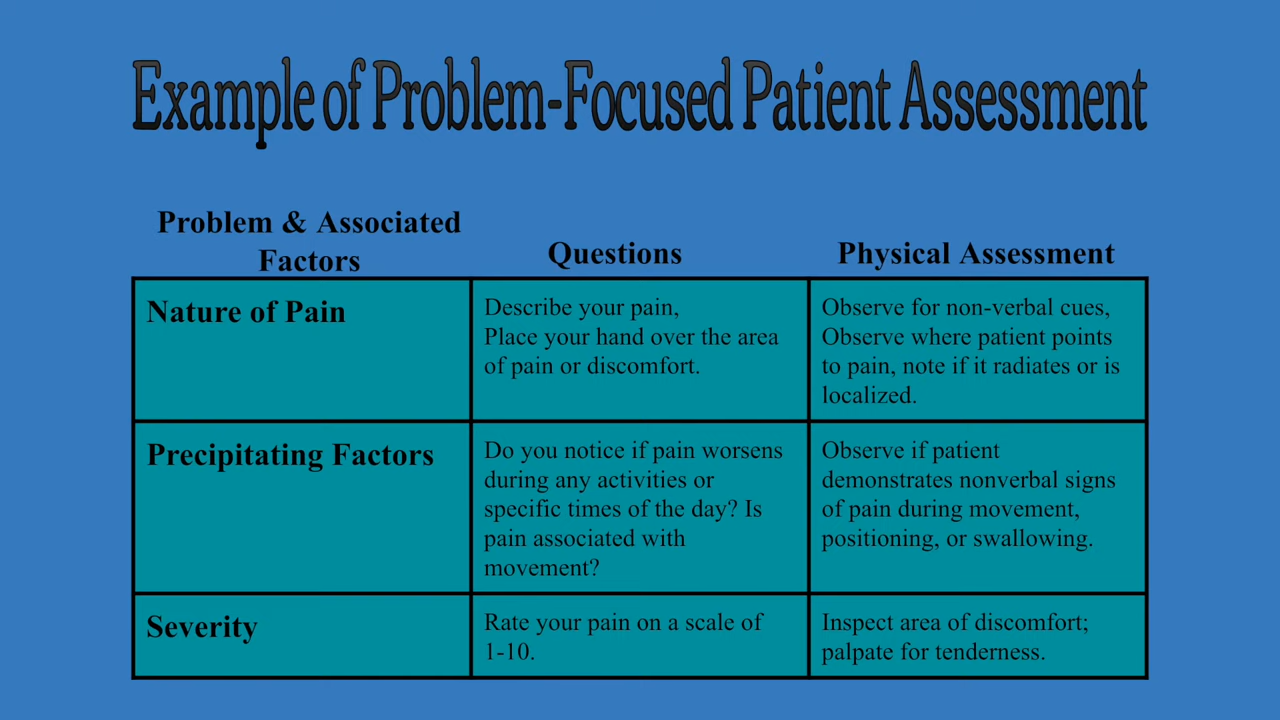 Example of Problem-Focused Patient Assessment
Problem & Associated
Factors
Questions
Physical Assessment
Nature of Pain
Describe your pain,
Place your hand over the area
of pain or discomfort.
Observe for non-verbal cues,
Observe where patient points
to pain, note if it radiates or is
localized.
Precipitating Factors
Do you notice if pain worsens
during any activities or
specific times of the day? Is
pain associated with
movement?
Observe if patient
demonstrates nonverbal signs
of pain during movement,
positioning, or swallowing.
Severity
Rate your pain on a scale of
1-10.
Inspect area of discomfort;
palpate for tenderness.